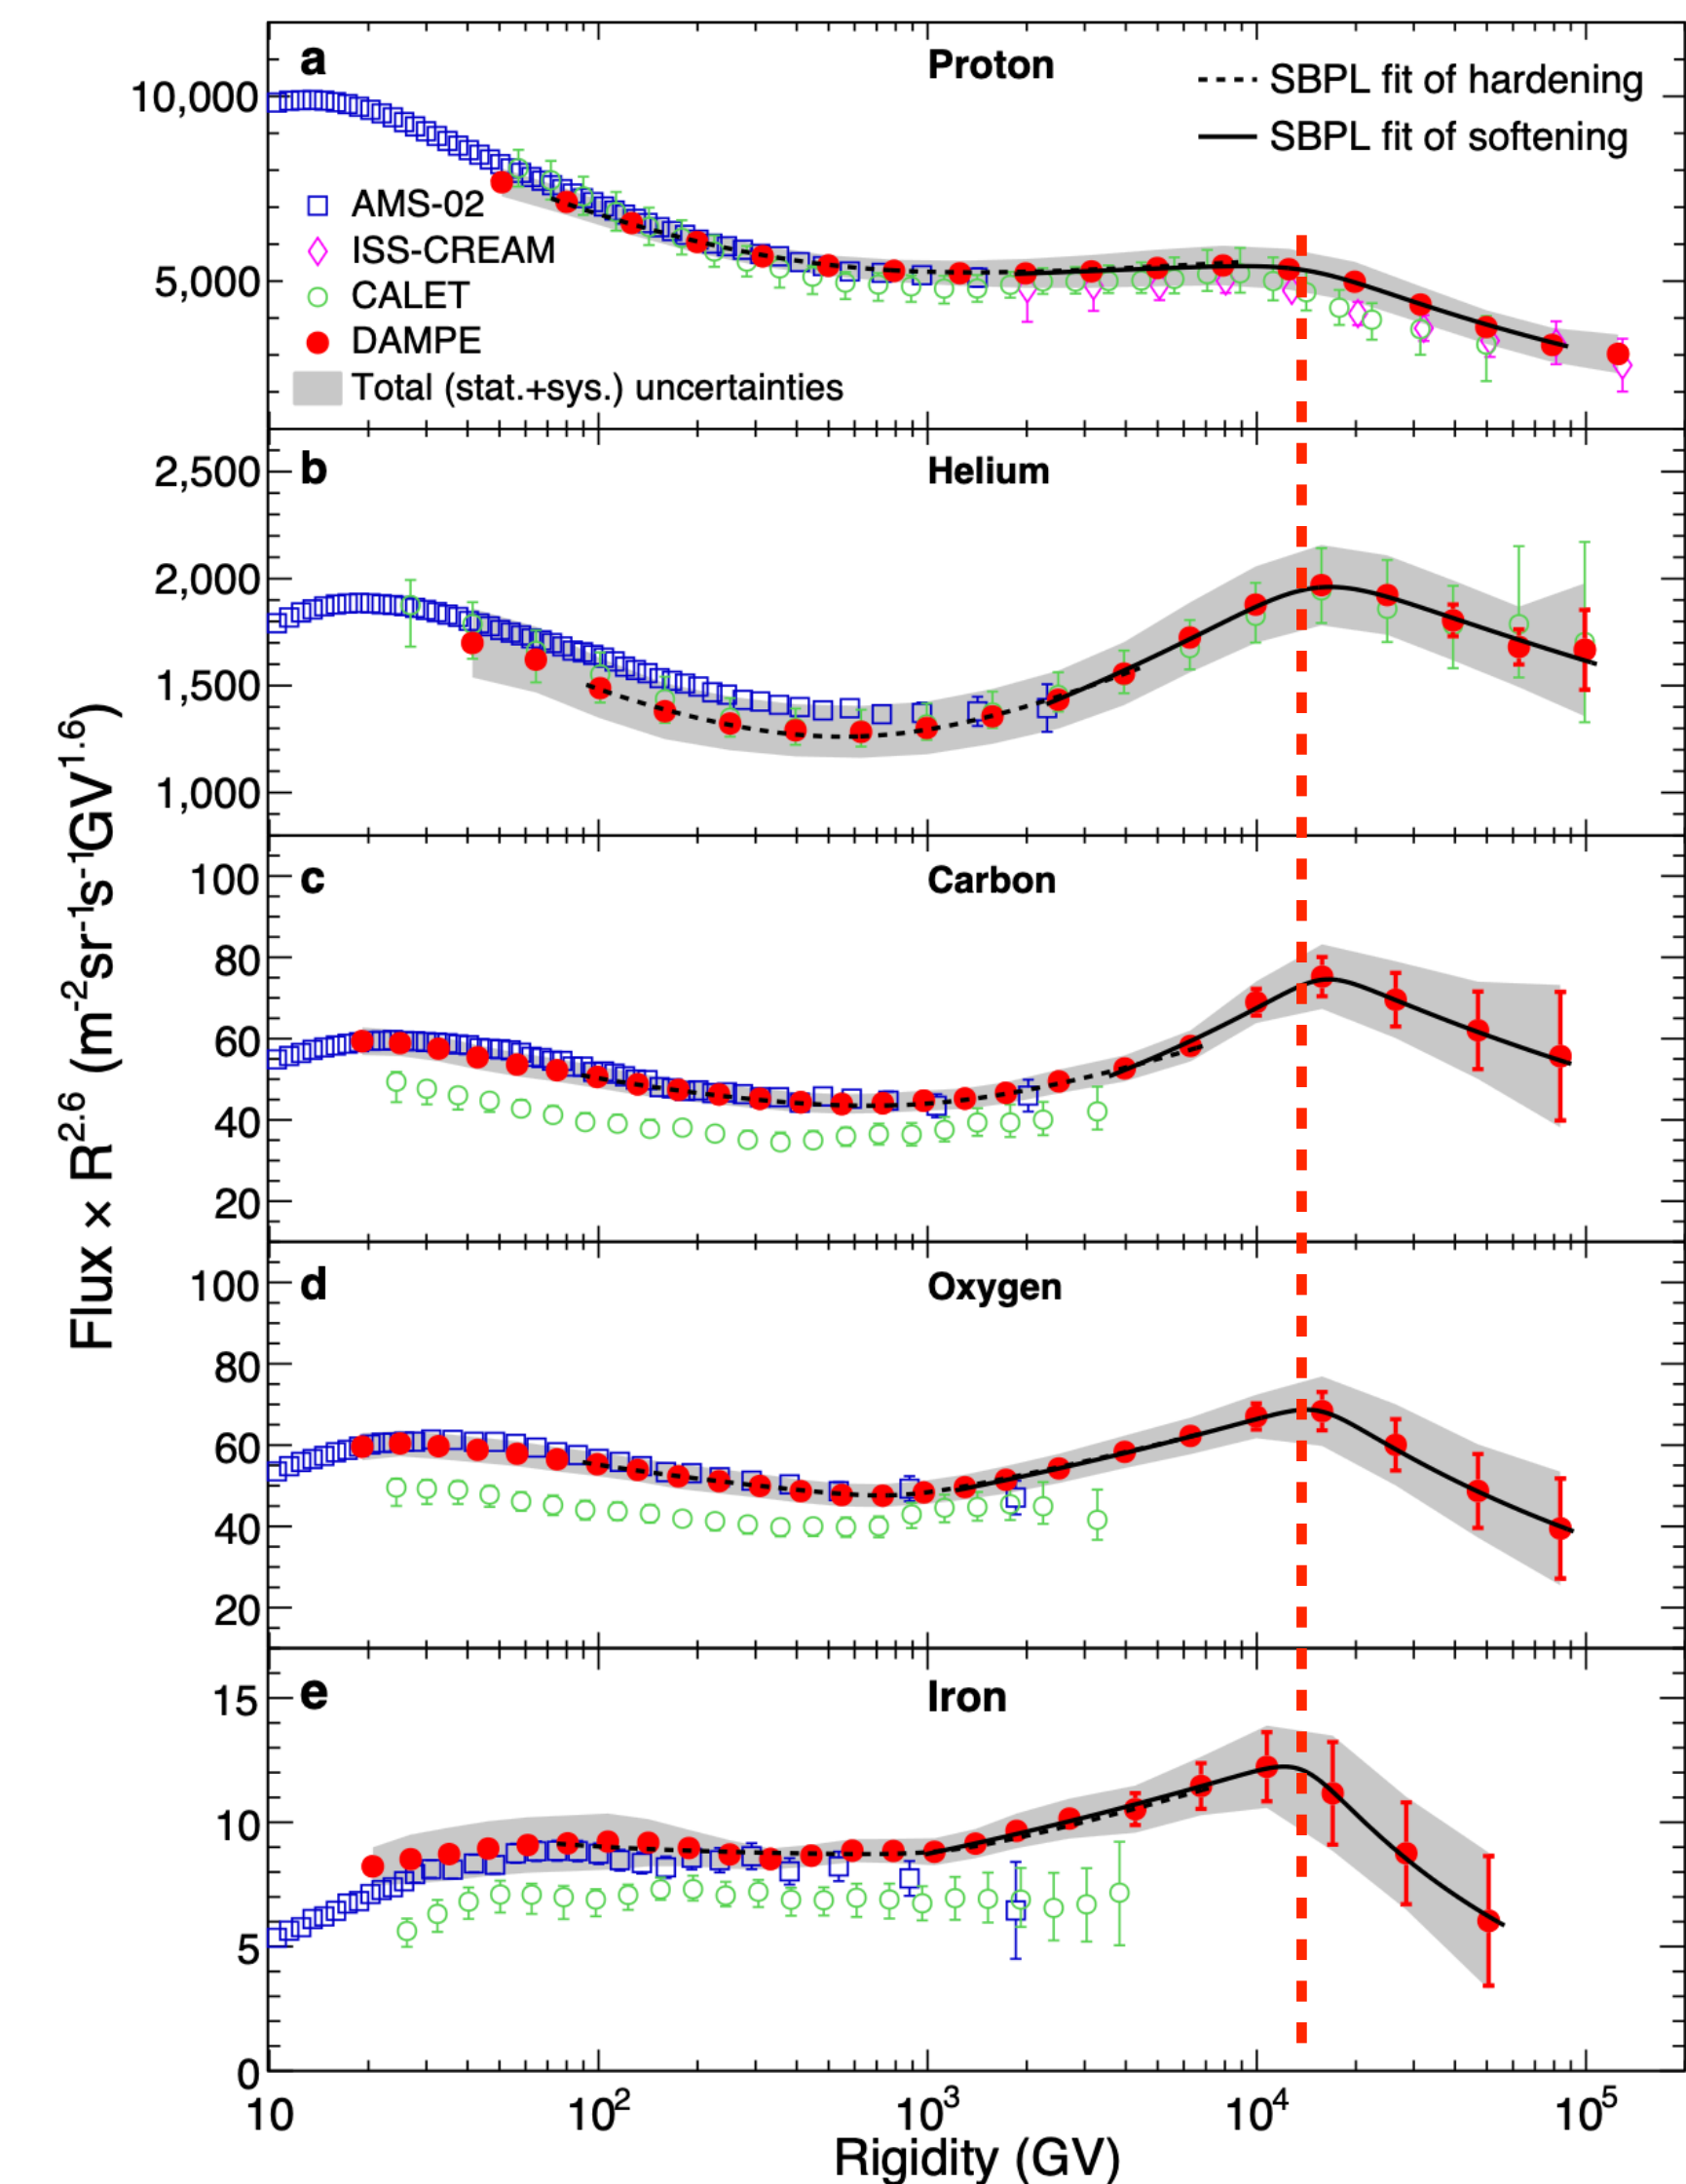 a
Proton
SBPL fit of hardening
SBPL fit of softening
10,000
5,000
AMS-02
ISS-CREAM
CALET
DAMPE
Total (stat.+sys.) uncertainties
b
Helium
2,500
2,000
1,500
1,000
c
Carbon
100
80
60
40
20
d
Oxygen
100
80
60
40
20
e
Iron
15
10
5
0
Flux × R^2.6 (m^-2sr^-1s^-1GV^1.6)
10 10^2 10^3 10^4 10^5
Rigidity (GV)